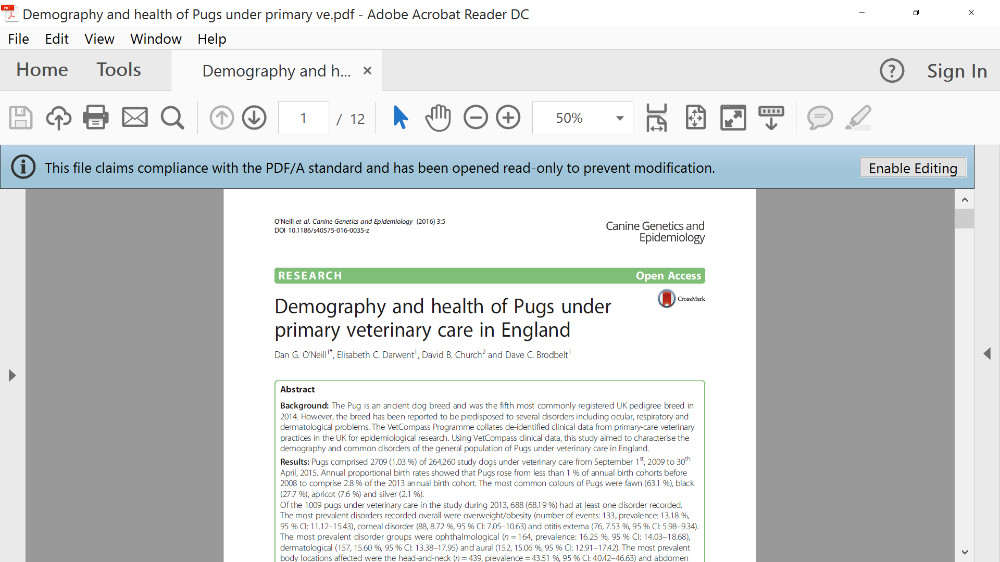 Demography and health of Pugs under primary ve.pdf - Adobe Acrobat Reader DC
File Edit View Window Help
Home Tools Demography and h... Sign In
1 / 12 50%
This file claims compliance with the PDF/A standard and has been opened read-only to prevent modification. Enable Editing
O'Neill et al. Canine Genetics and Epidemiology (2016) 3:5
DOI 10.1186/s40575-016-0035-z
Canine Genetics and
Epidemiology
RESEARCH Open Access
CrossMark
Demography and health of Pugs under
primary veterinary care in England
Dan G. O'Neill1*, Elisabeth C. Darwent1, David B. Church2 and Dave C. Brodbelt1
Abstract
Background: The Pug is an ancient dog breed and was the fifth most commonly registered UK pedigree breed in
2014. However, the breed has been reported to be predisposed to several disorders including ocular, respiratory and
dermatological problems. The VetCompass Programme collates de-identified clinical data from primary-care veterinary
practices in the UK for epidemiological research. Using VetCompass clinical data, this study aimed to characterise the
demography and common disorders of the general population of Pugs under veterinary care in England.
Results: Pugs comprised 2709 (1.03 %) of 264,260 study dogs under veterinary care from September 1st, 2009 to 30th
April, 2015. Annual proportional birth rates showed that Pugs rose from less than 1 % of annual birth cohorts before
2008 to comprise 2.8 % of the 2013 annual birth cohort. The most common colours of Pugs were fawn (63.1 %), black
(27.7 %), apricot (7.6 %) and silver (2.1 %).
Of the 1009 pugs under veterinary care in the study during 2013, 688 (68.19 %) had at least one disorder recorded.
The most prevalent disorders recorded overall were overweight/obesity (number of events: 133, prevalence: 13.18 %,
95 % CI: 11.12–15.43), corneal disorder (88, 8.72 %, 95 % CI: 7.05–10.63) and otitis externa (76, 7.53 %, 95 % CI: 5.98–9.34).
The most prevalent disorder groups were ophthalmological (n = 164, prevalence: 16.25 %, 95 % CI: 14.03–18.68),
dermatological (157, 15.60 %, 95 % CI: 13.38–17.95) and aural (152, 15.06 %, 95 % CI: 12.91–17.42). The most prevalent
body locations affected were the head-and-neck (n = 439, prevalence = 43.51 %, 95 % CI: 40.42–46.63) and abdomen